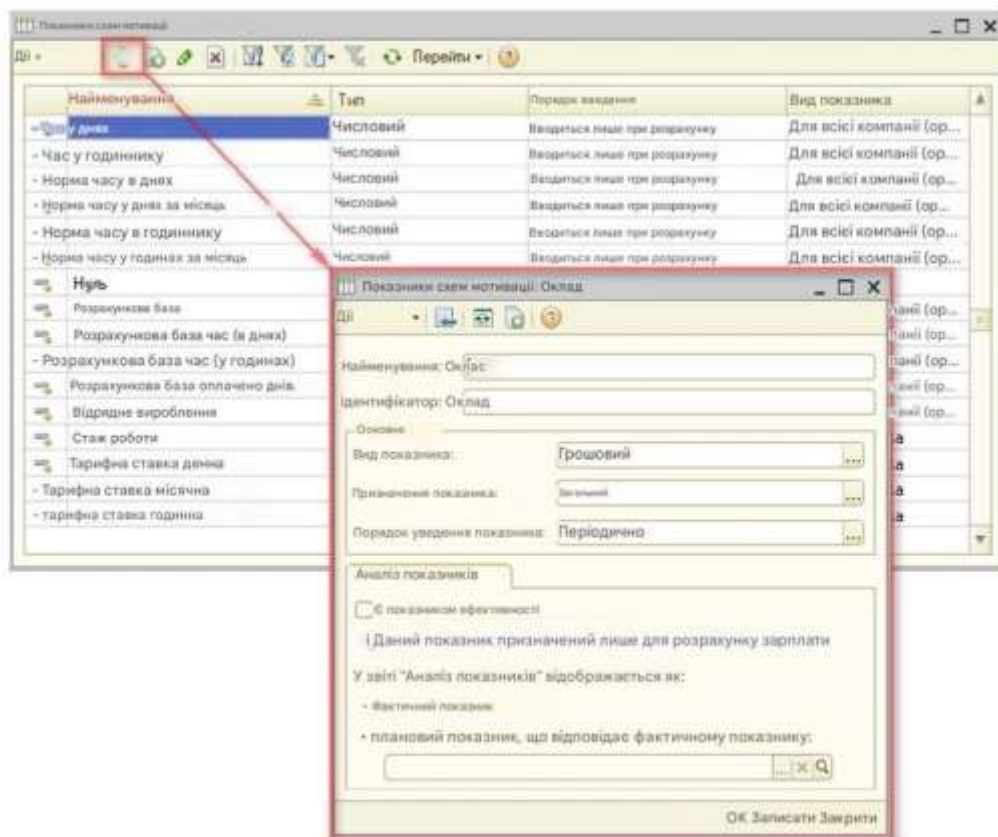 Показники схем мотивації
Дії
Перейти
Найменування Тип Порядок введення Вид показника
у днях Числовий Вводиться лише при розрахунку Для всієї компанії (ор...
- Час у годиннику Числовий Вводиться лише при розрахунку Для всієї компанії (ор...
- Норма часу в днях Числовий Вводиться лише при розрахунку Для всієї компанії (ор...
- Норма часу у днях за місяць Числовий Вводиться лише при розрахунку Для всієї компанії (ор...
- Норма часу в годиннику Числовий Вводиться лише при розрахунку Для всієї компанії (ор...
- Норма часу у годинах за місяць Числовий Вводиться лише при розрахунку Для всієї компанії (ор...
Нуль
Розрахункова база
Розрахункова база час (в днях)
- Розрахункова база час (у годинах)
Розрахункова база оплачено днів.
Відрядне вироблення
Стаж роботи
Тарифна ставка денна
- Тарифна ставка місячна
- тарифна ставка годинна
Показники схем мотивації: Оклад
Дії
Найменування: Оклас
Ідентифікатор: Оклад
Основне
Вид показника: Грошовий ...
Призначення показника: Загальний ...
Порядок уведення показника: Періодично ...
Аналіз показників
Є показником ефективності
і Даний показник призначений лише для розрахунку зарплати
У звіті "Аналіз показників" відображається як:
- Фактичний показник
- плановий показник, що відповідає фактичному показнику:
...
ОК Записати Закрити